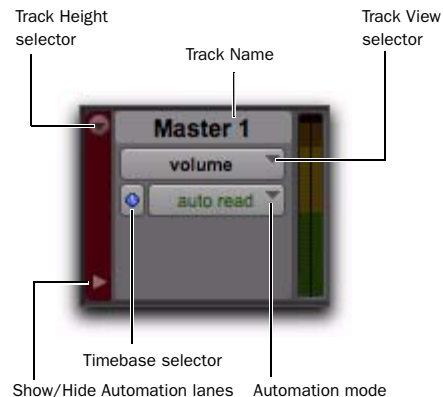 Track Height
selector
Track View
selector
Track Name
Master 1
volume
auto read
Timebase selector
Show/Hide Automation lanes
Automation mode